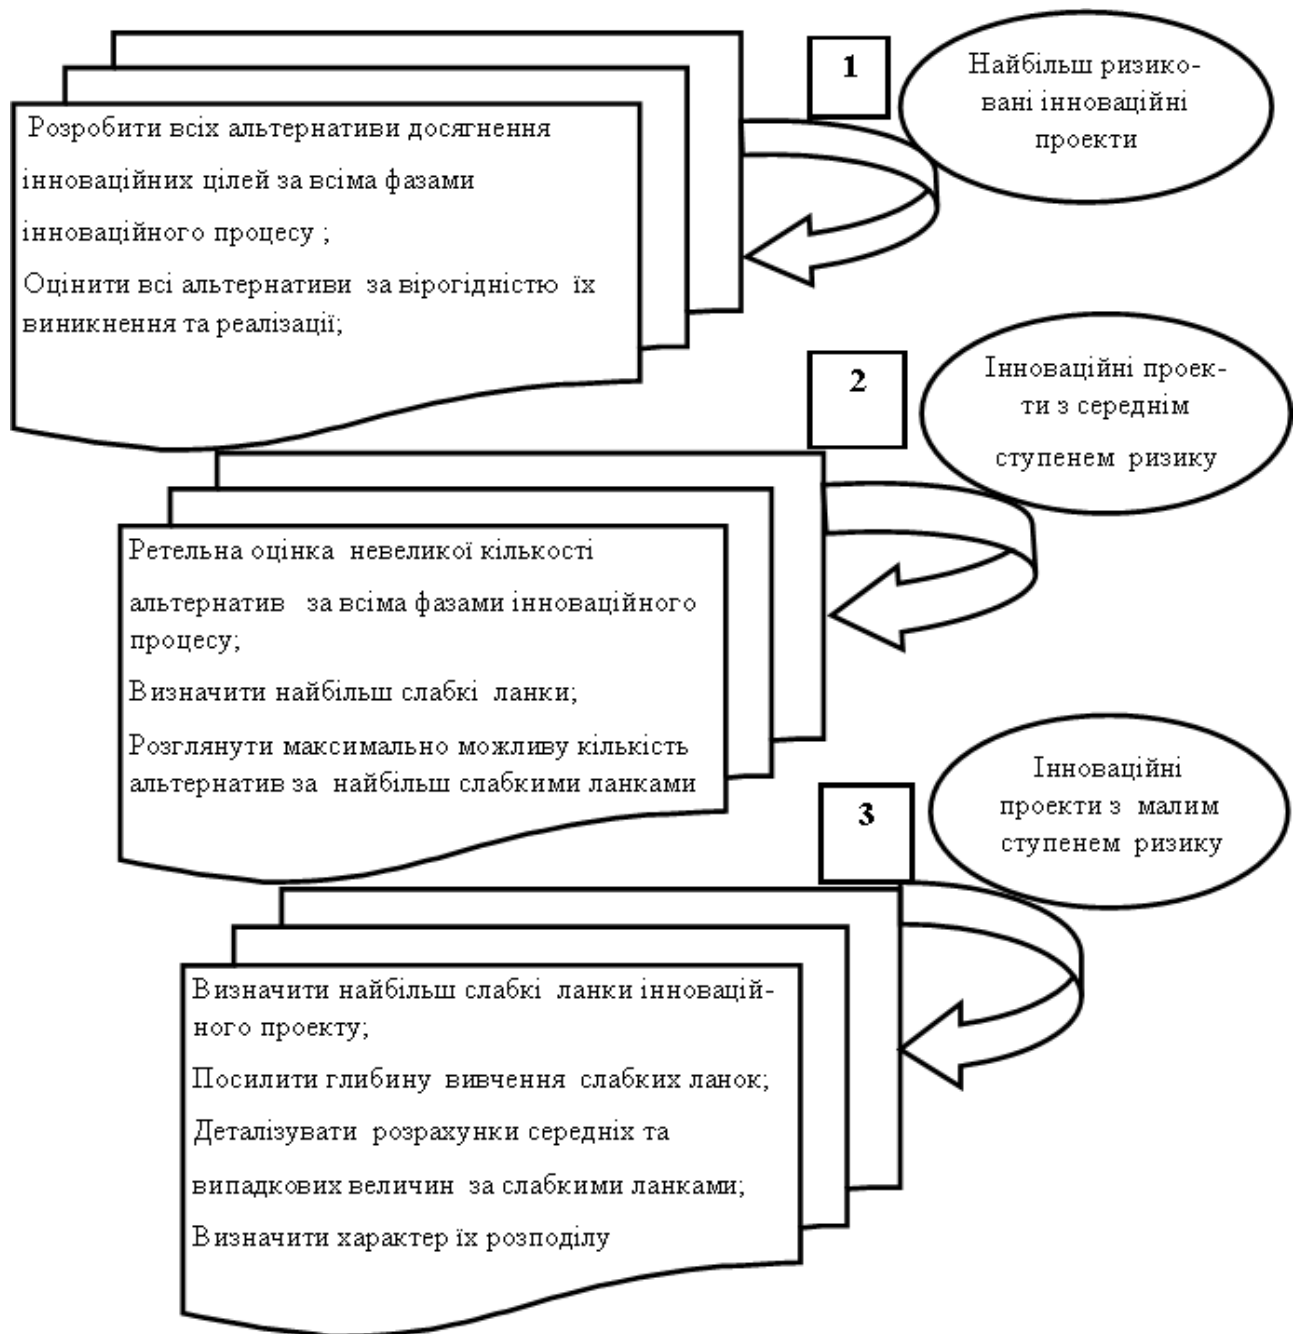 1
Найбільш ризико-
вані інноваційні
проекти
Розробити всіх альтернативи досягнення
інноваційних цілей за всіма фазами
інноваційного процесу ;
Оцінити всі альтернативи за вірогідністю їх
виникнення та реалізації;
2
Інноваційні проек-
ти з середнім
ступенем ризику
Ретельна оцінка невеликої кількості
альтернатив за всіма фазами інноваційного
процесу;
Визначити найбільш слабкі ланки;
Розглянути максимально можливу кількість
альтернатив за найбільш слабкими ланками
3
Інноваційні
проекти з малим
ступенем ризику
Визначити найбільш слабкі ланки інновацій-
ного проекту;
Посилити глибину вивчення слабких ланок;
Деталізувати розрахунки середніх та
випадкових величин за слабкими ланками;
Визначити характер їх розподілу